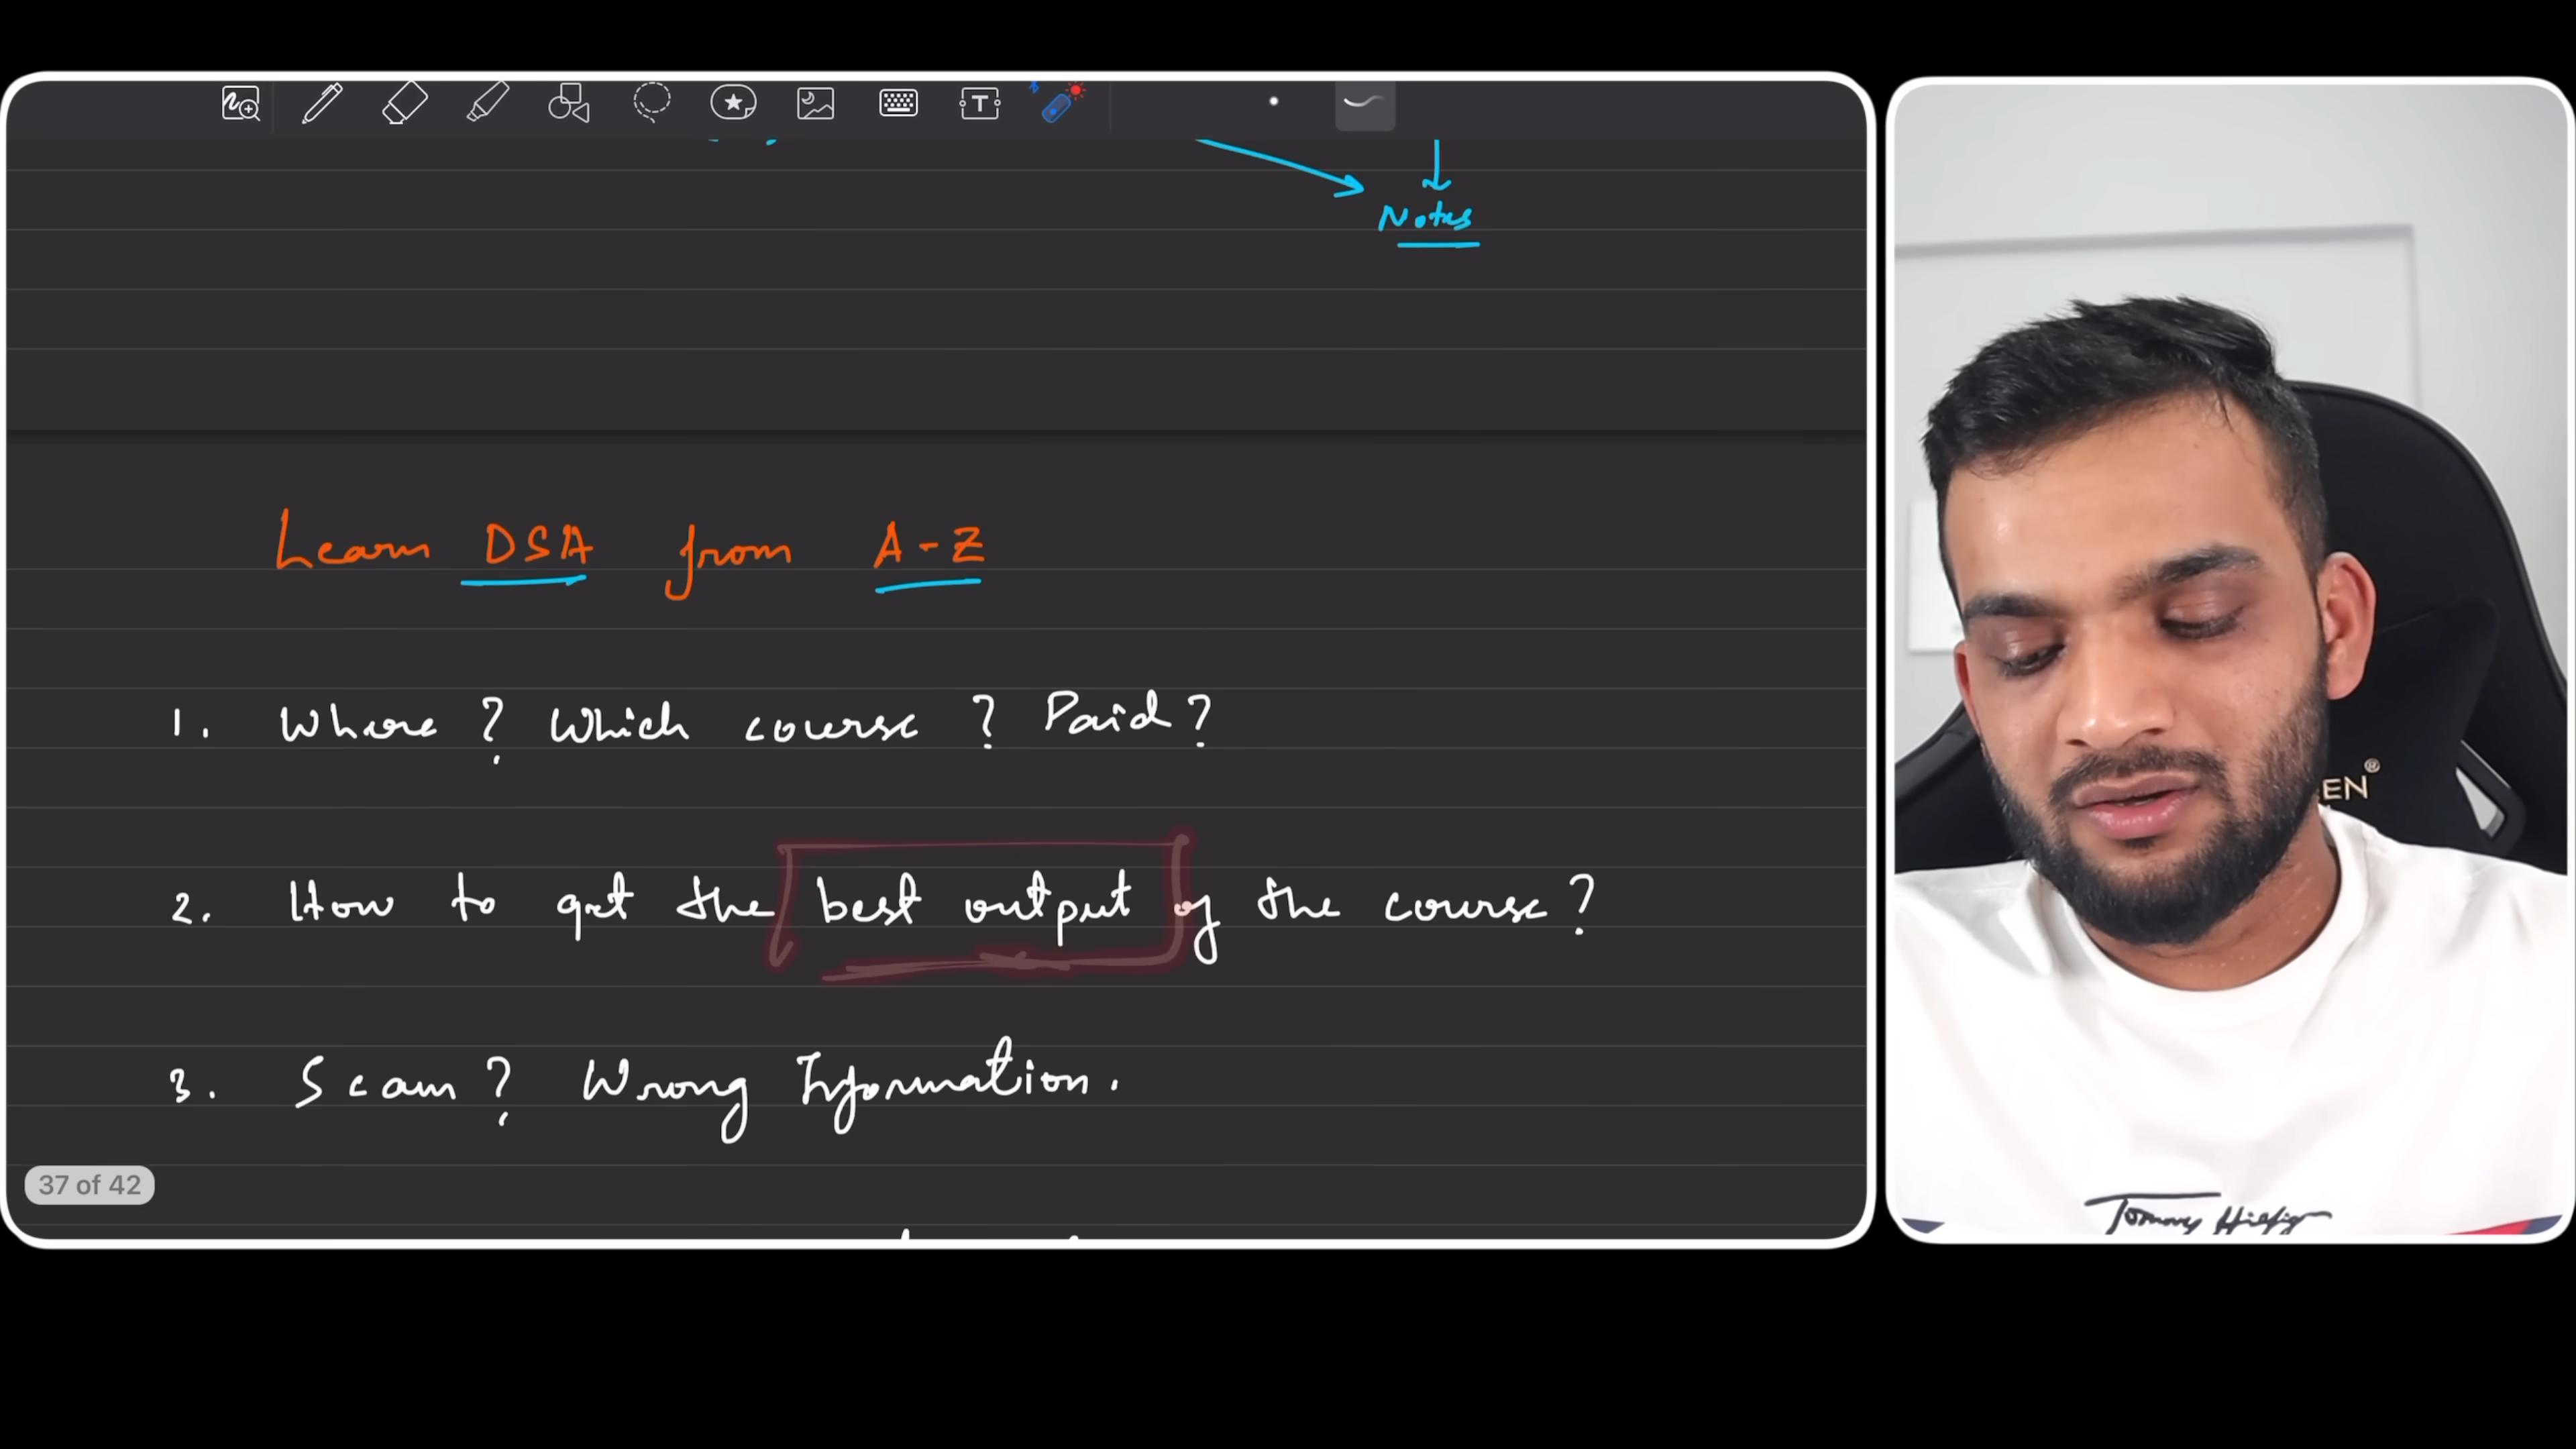 Notes
Learn DSA from A-Z
1. Where? Which course? Paid?
2. How to get the best output of the course?
3. Scam? Wrong Information.
37 of 42
EN®
Tommy Hilfiger